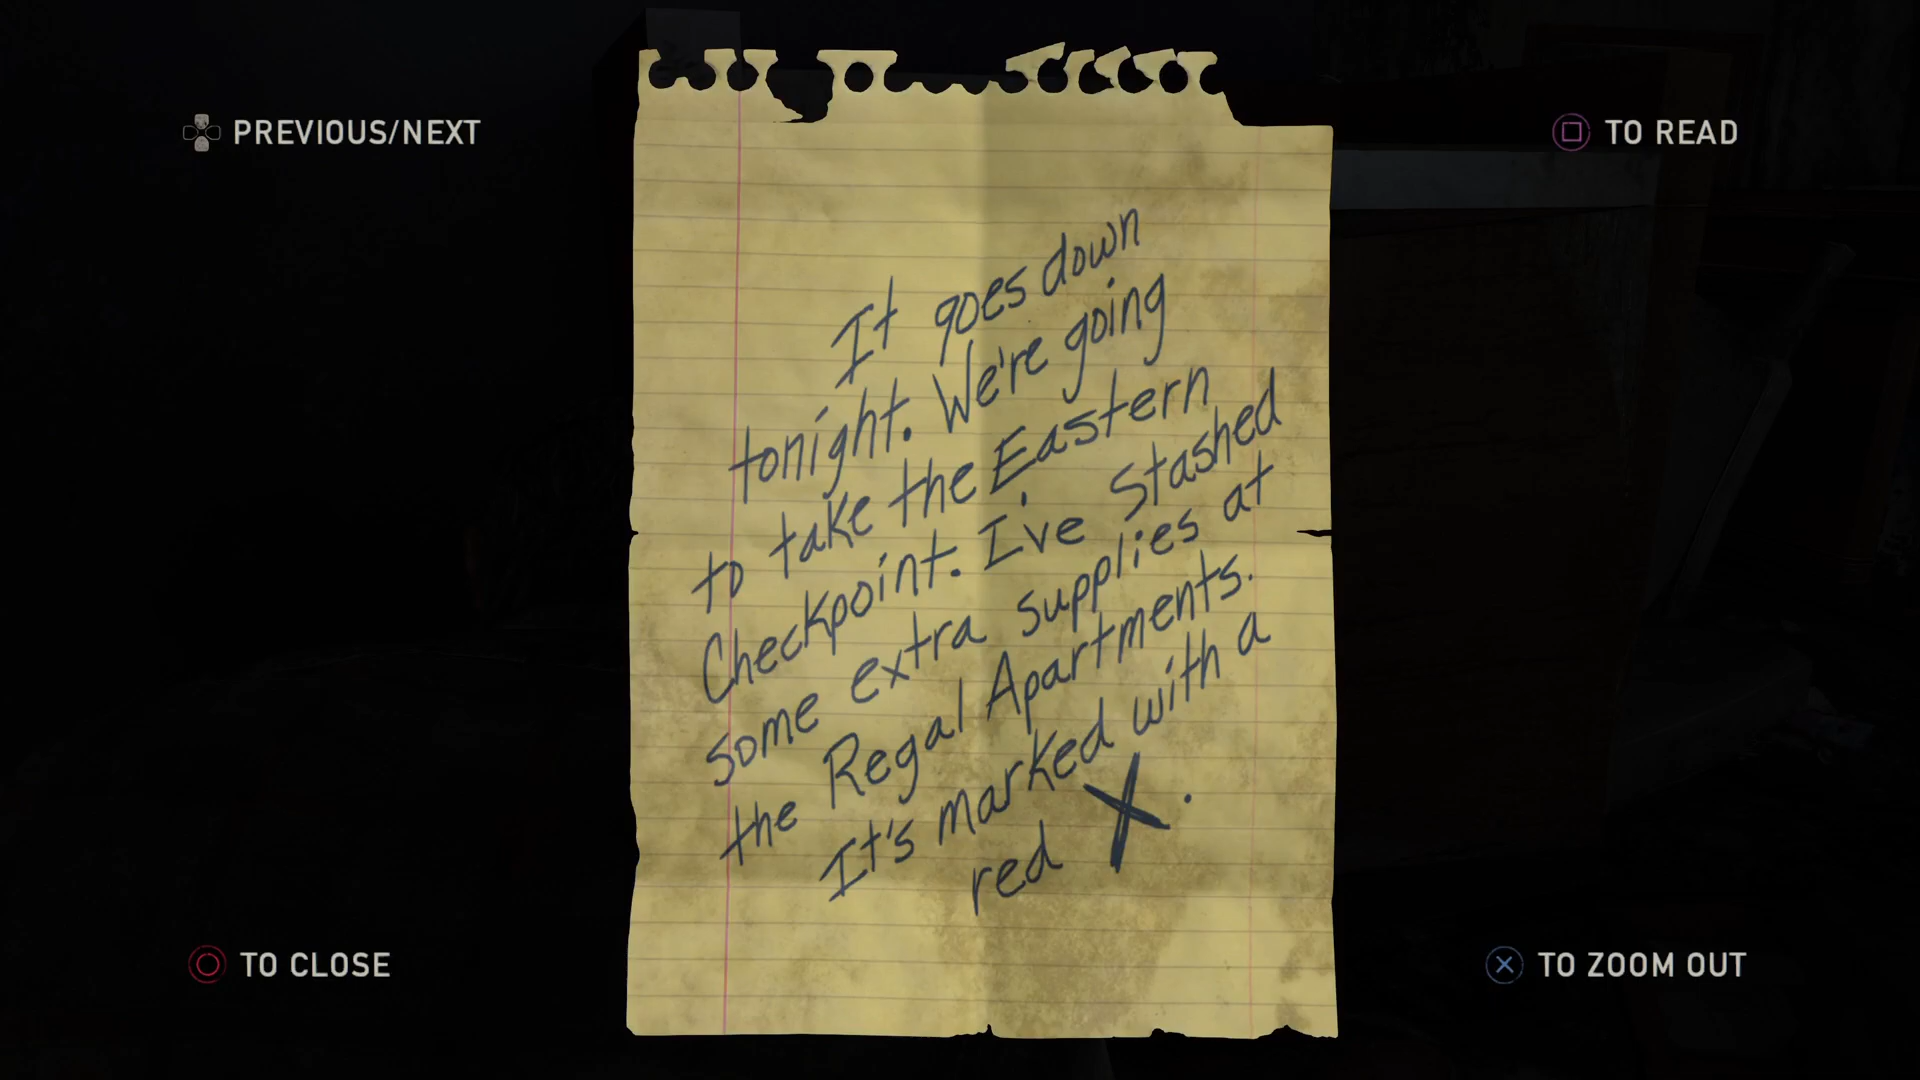 PREVIOUS/NEXT
TO READ
It goes down
tonight. We're going
to take the Eastern
Checkpoint. I've Stashed
some extra supplies at
the Regal Apartments.
It's marked with a
red X.
TO CLOSE
TO ZOOM OUT